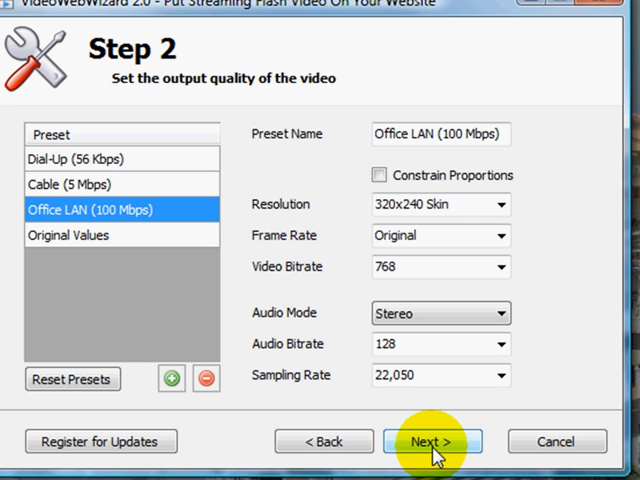 VideoWebWizard 2.0 - Put Streaming Flash Video On Your Website
Step 2
Set the output quality of the video
Preset
Dial-Up (56 Kbps)
Cable (5 Mbps)
Office LAN (100 Mbps)
Original Values
Reset Presets
Preset Name Office LAN (100 Mbps)
Constrain Proportions
Resolution 320x240 Skin
Frame Rate Original
Video Bitrate 768
Audio Mode Stereo
Audio Bitrate 128
Sampling Rate 22,050
Register for Updates < Back Next > Cancel